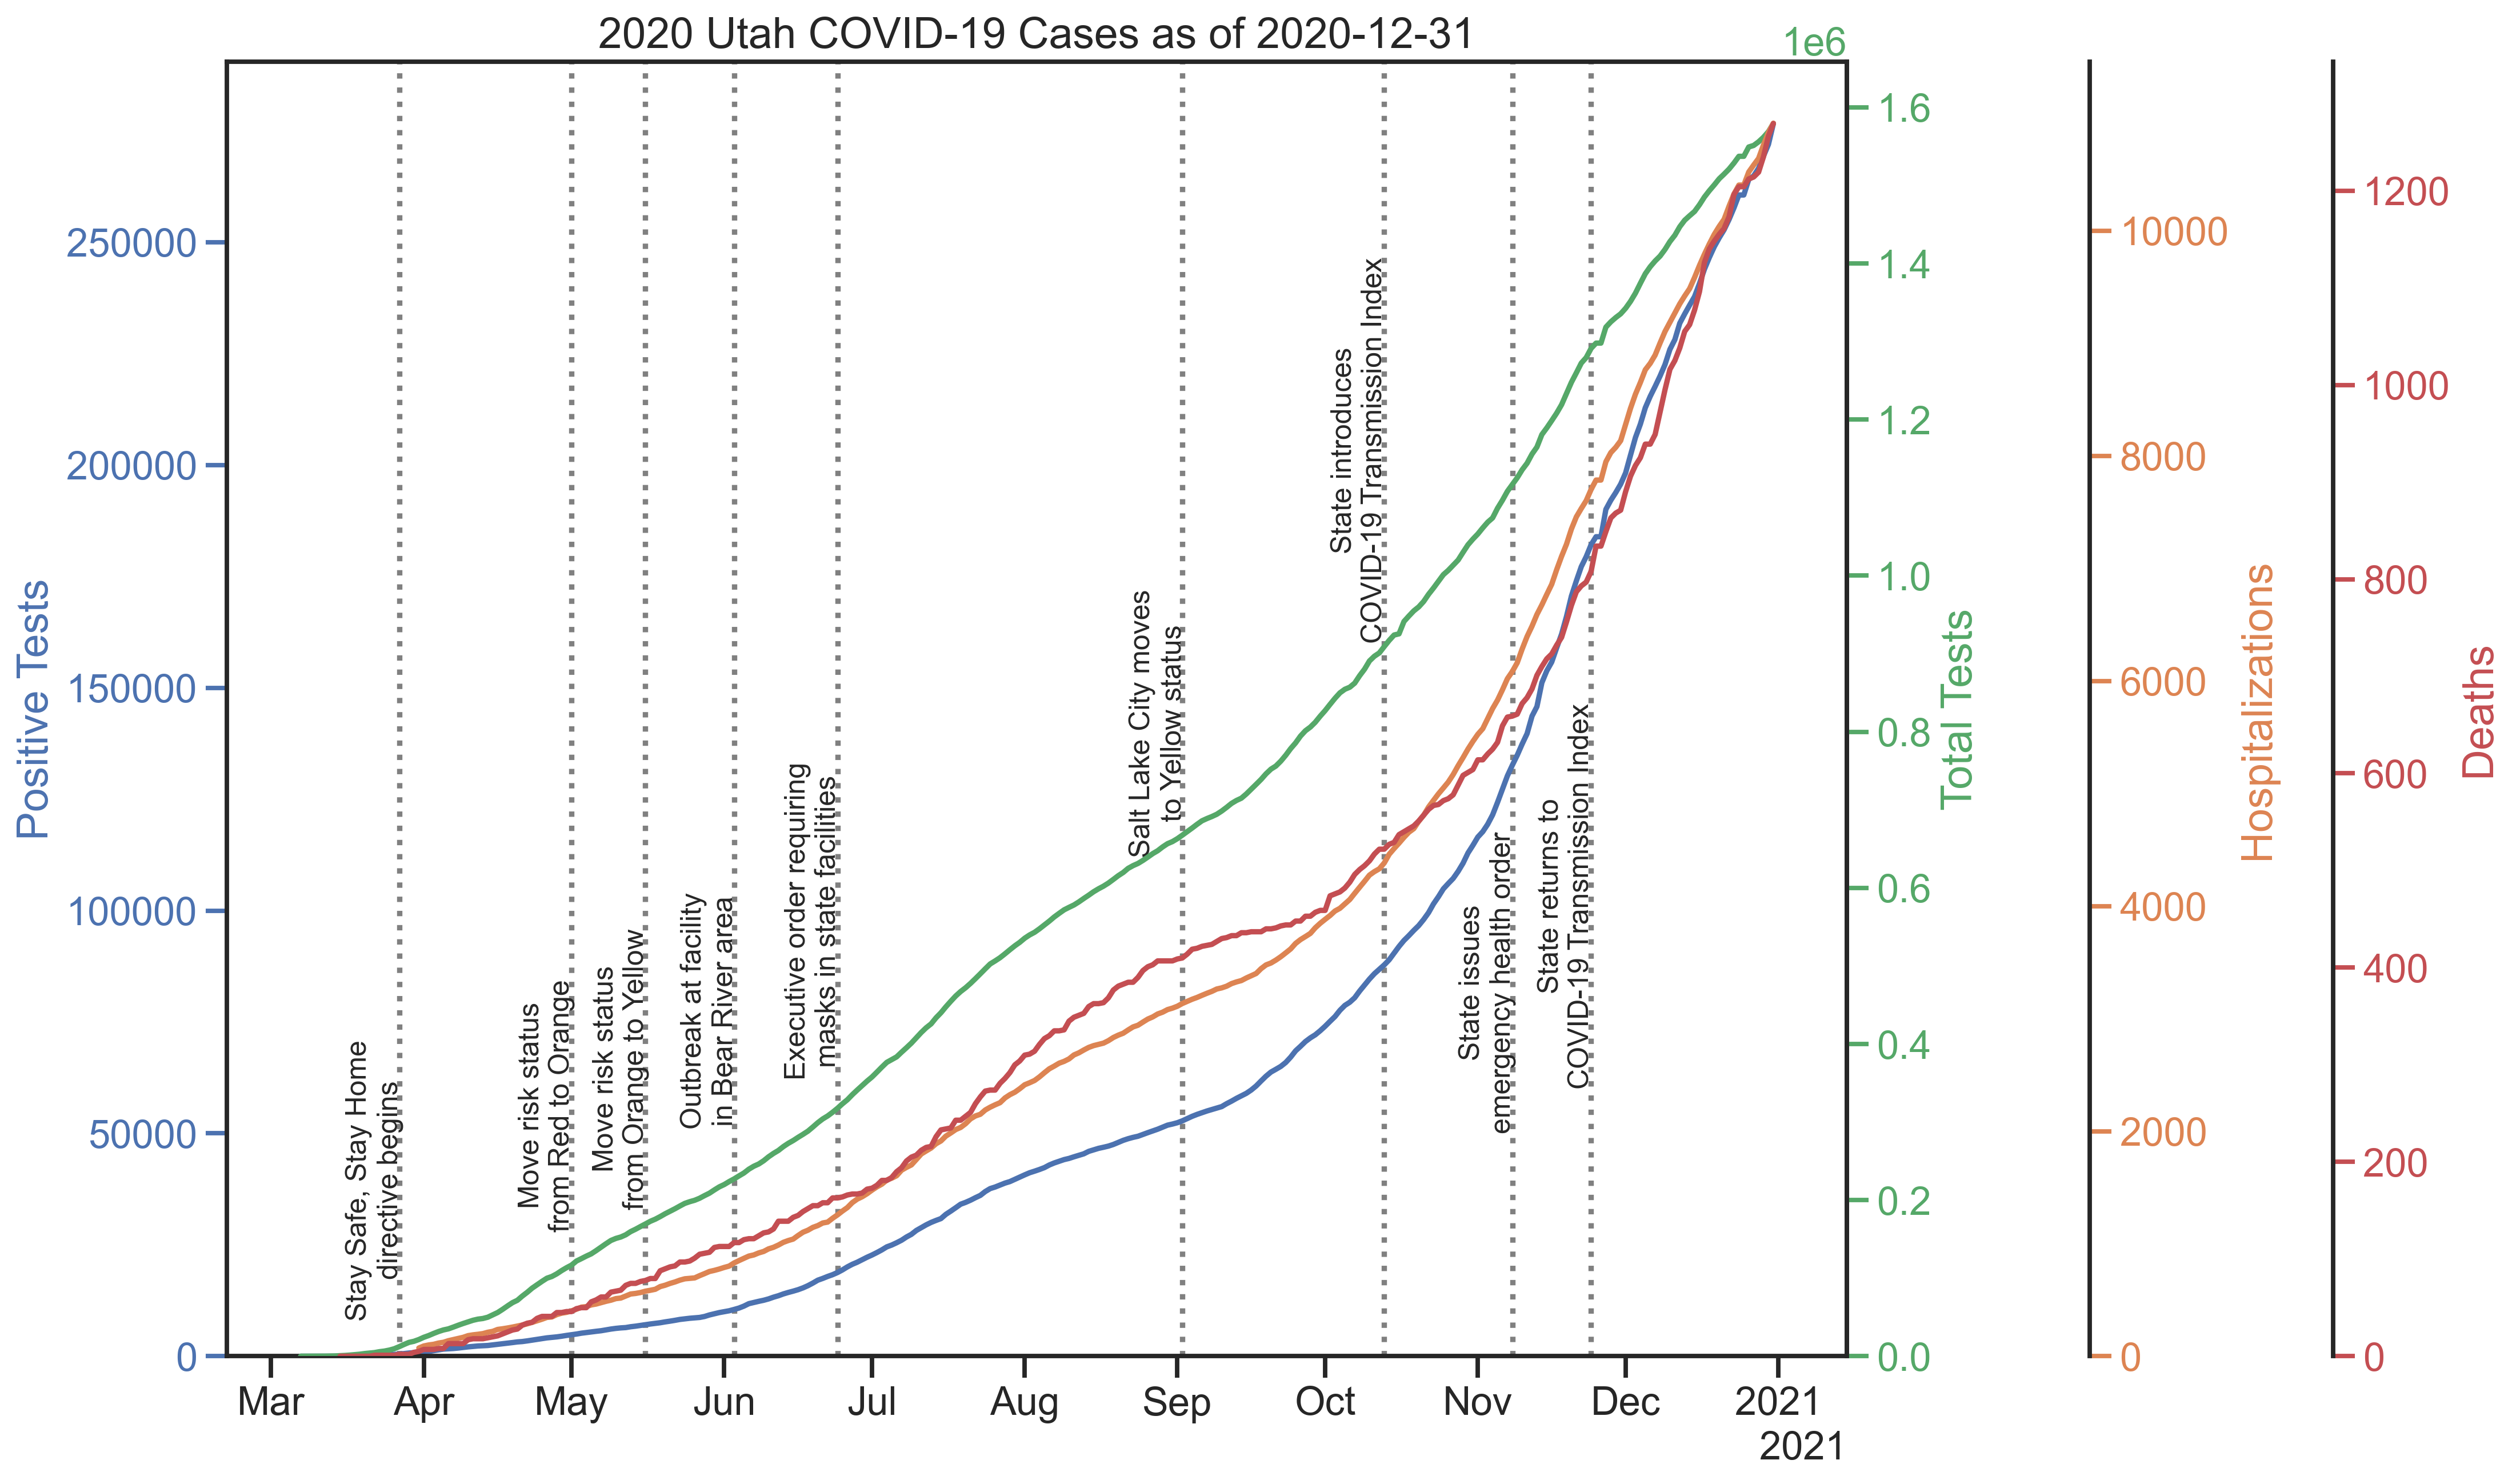 2020 Utah COVID-19 Cases as of 2020-12-31
1e6
Positive Tests
250000
200000
150000
100000
50000
0
Stay Safe, Stay Home
directive begins
Move risk status
from Red to Orange
Move risk status
from Orange to Yellow
Outbreak at facility
in Bear River area
Executive order requiring
masks in state facilities
Salt Lake City moves
to Yellow status
State introduces
COVID-19 Transmission Index
State issues
emergency health order
State returns to
COVID-19 Transmission Index
1.6
1.4
1.2
1.0
0.8
0.6
0.4
0.2
0.0
Total Tests
10000
8000
6000
4000
2000
0
Hospitalizations
1200
1000
800
600
400
200
0
Deaths
Mar Apr May Jun Jul Aug Sep Oct Nov Dec 2021
2021